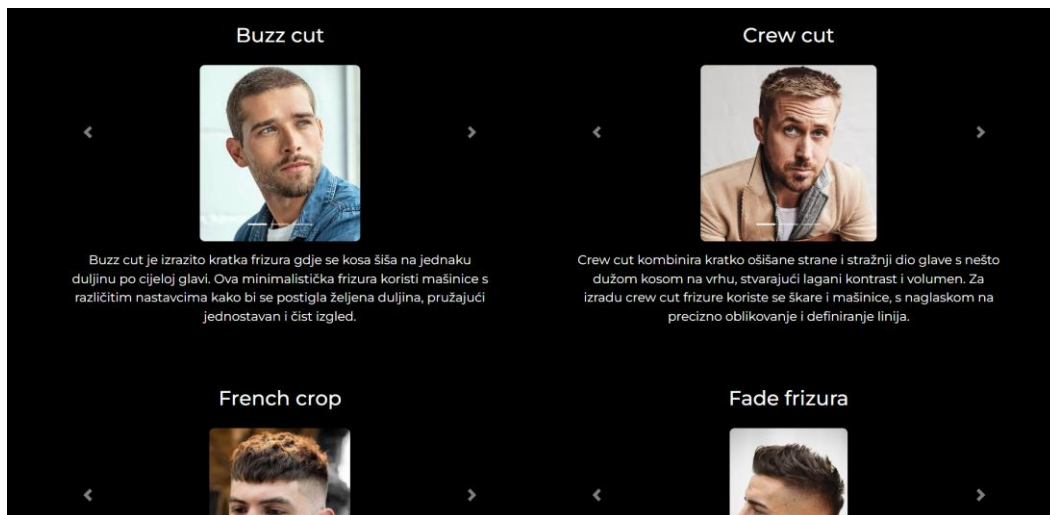 Buzz cut
Crew cut
Buzz cut je izrazito kratka frizura gdje se kosa šiša na jednaku
duljinu po cijeloj glavi. Ova minimalistička frizura koristi mašinice s
različitim nastavcima kako bi se postigla željena duljina, pružajući
jednostavan i čist izgled.
Crew cut kombinira kratko ošišane strane i stražnji dio glave s nešto
dužom kosom na vrhu, stvarajući lagani kontrast i volumen. Za
izradu crew cut frizure koriste se škare i mašinice, s naglaskom na
precizno oblikovanje i definiranje linija.
French crop
Fade frizura